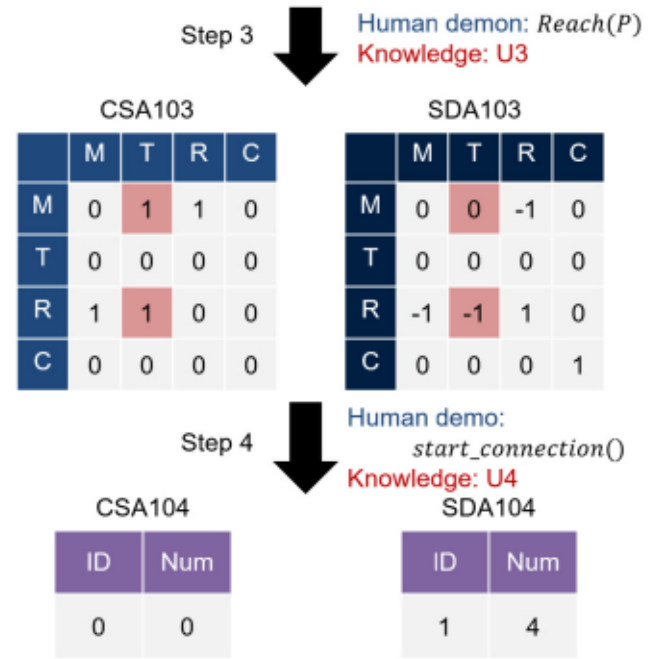 Step 3
Human demon: Reach(P)
Knowledge: U3
CSA103
SDA103
M T R C
M 0 1 1 0
T 0 0 0 0
R 1 1 0 0
C 0 0 0 0
M T R C
M 0 0 -1 0
T 0 0 0 0
R -1 -1 1 0
C 0 0 0 1
Step 4
Human demo:
start_connection()
Knowledge: U4
CSA104
SDA104
ID Num
0 0
ID Num
1 4